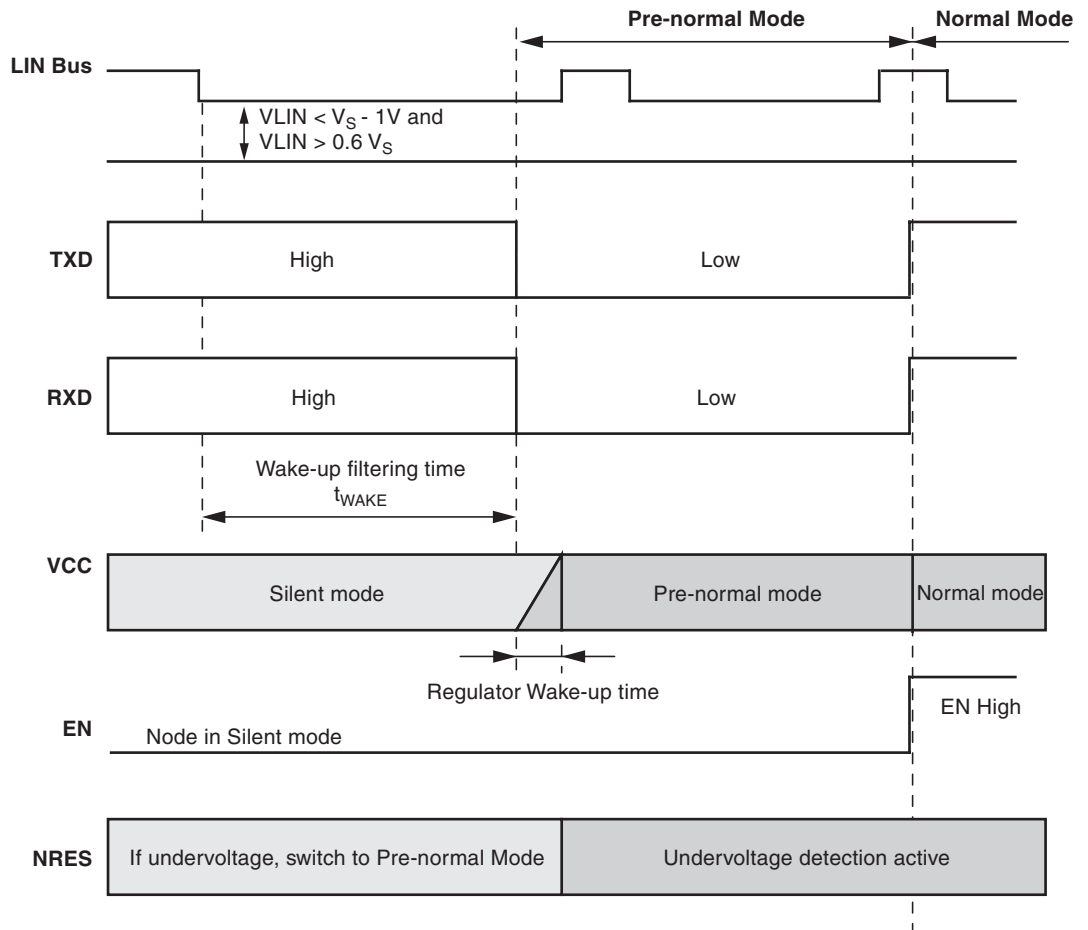 Pre-normal Mode
Normal Mode
LIN Bus
VLIN < VS - 1V and
VLIN > 0.6 VS
TXD
High
Low
RXD
High
Low
Wake-up filtering time
tWAKE
VCC
Silent mode
Pre-normal mode
Normal mode
Regulator Wake-up time
EN
Node in Silent mode
EN High
NRES
If undervoltage, switch to Pre-normal Mode
Undervoltage detection active